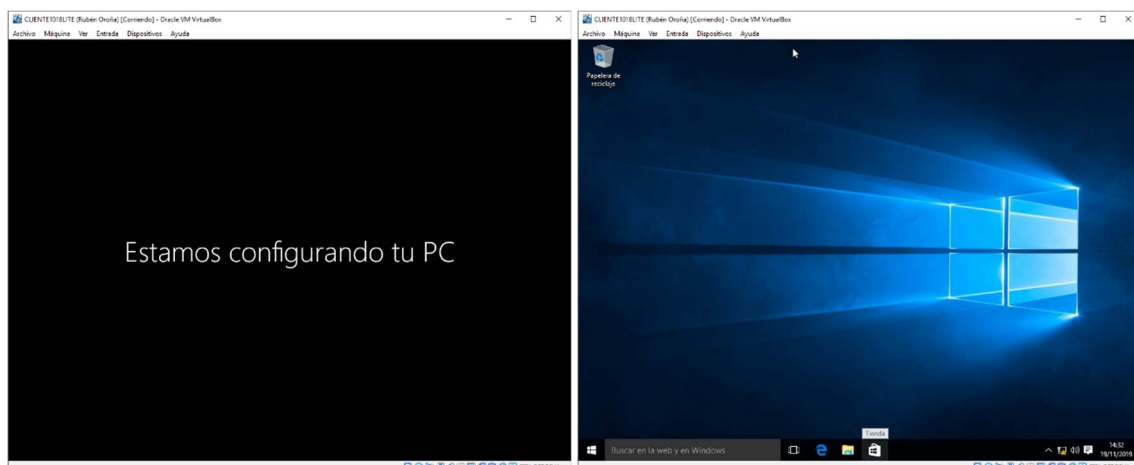 CLIENTE1018LITE (Rubén Oroña) [Corriendo] - Oracle VM VirtualBox
Archivo Máquina Ver Entrada Dispositivos Ayuda
Estamos configurando tu PC
CLIENTE1018LITE (Rubén Oroña) [Corriendo] - Oracle VM VirtualBox
Archivo Máquina Ver Entrada Dispositivos Ayuda
Papelera de
reciclaje
Tienda
Buscar en la web y en Windows
14:32
19/11/2019